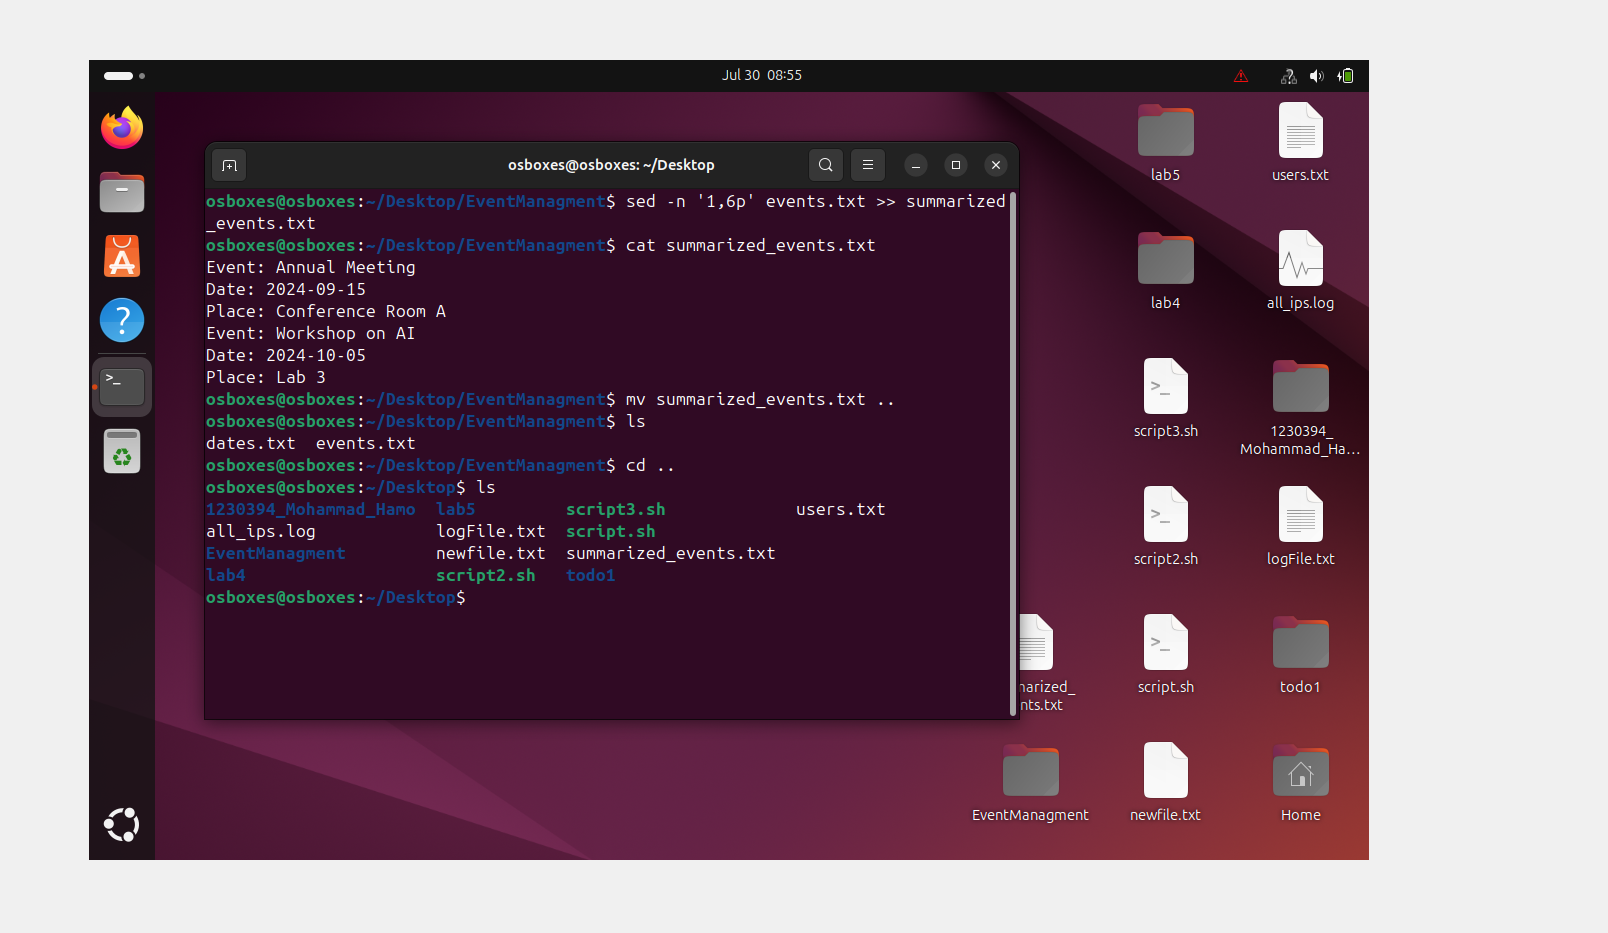 Jul 30 08:55
osboxes@osboxes: ~/Desktop
osboxes@osboxes:~/Desktop/EventManagment$ sed -n '1,6p' events.txt >> summarized
_events.txt
osboxes@osboxes:~/Desktop/EventManagment$ cat summarized_events.txt
Event: Annual Meeting
Date: 2024-09-15
Place: Conference Room A
Event: Workshop on AI
Date: 2024-10-05
Place: Lab 3
osboxes@osboxes:~/Desktop/EventManagment$ mv summarized_events.txt ..
osboxes@osboxes:~/Desktop/EventManagment$ ls
dates.txt  events.txt
osboxes@osboxes:~/Desktop/EventManagment$ cd ..
osboxes@osboxes:~/Desktop$ ls
1230394_Mohammad_Hamo  lab5         script3.sh             users.txt
all_ips.log            logFile.txt  script.sh
EventManagment         newfile.txt  summarized_events.txt
lab4                   script2.sh   todo1
osboxes@osboxes:~/Desktop$
lab5
users.txt
lab4
all_ips.log
script3.sh
1230394_
Mohammad_Ha...
script2.sh
logFile.txt
marized_
nts.txt
script.sh
todo1
EventManagment
newfile.txt
Home